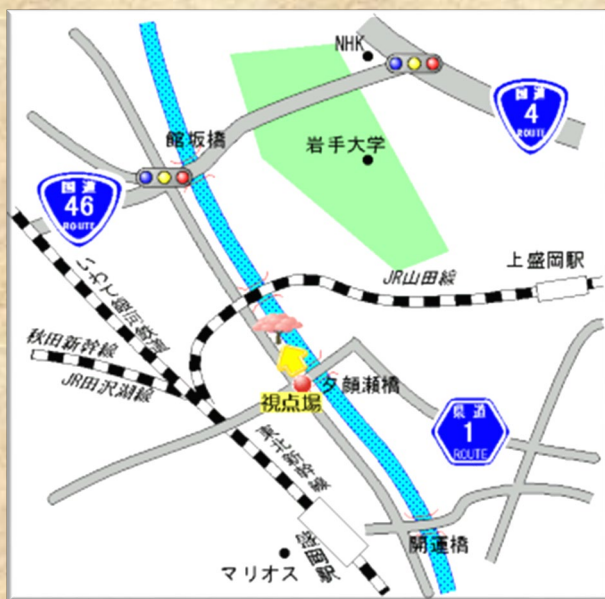 NHK
国道
4
ROUTE
館坂橋
岩手大学
国道
46
ROUTE
いわて銀河鉄道
JR山田線
上盛岡駅
秋田新幹線
JR田沢湖線
夕顔瀬橋
視点場
県道
1
ROUTE
東北新幹線
盛岡駅
開運橋
マリオス